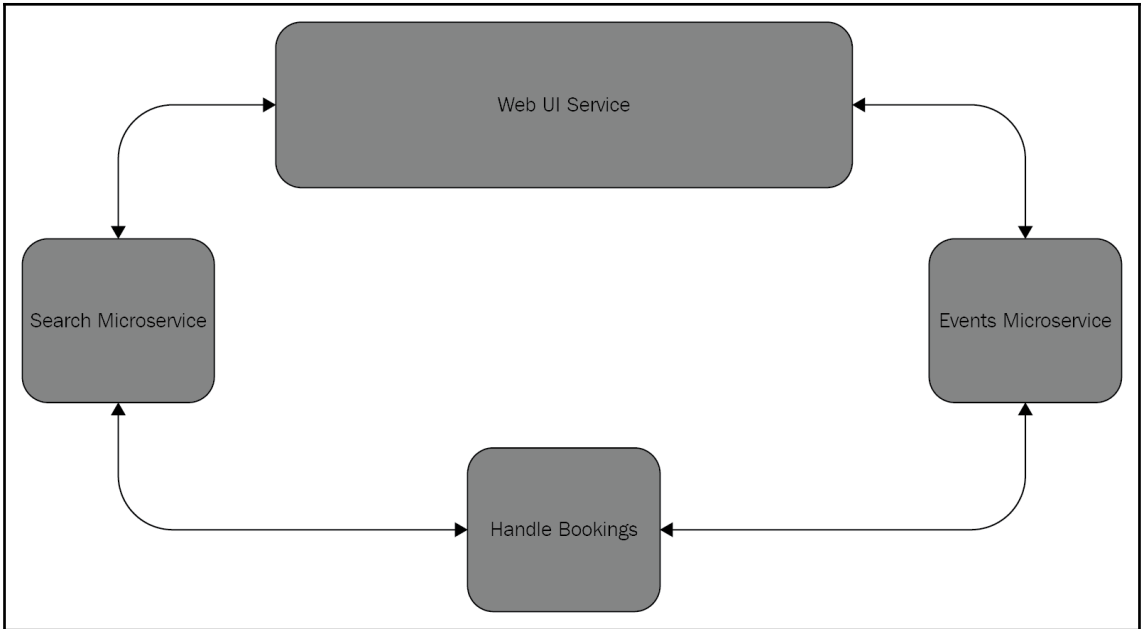 Web UI Service
Search Microservice
Events Microservice
Handle Bookings